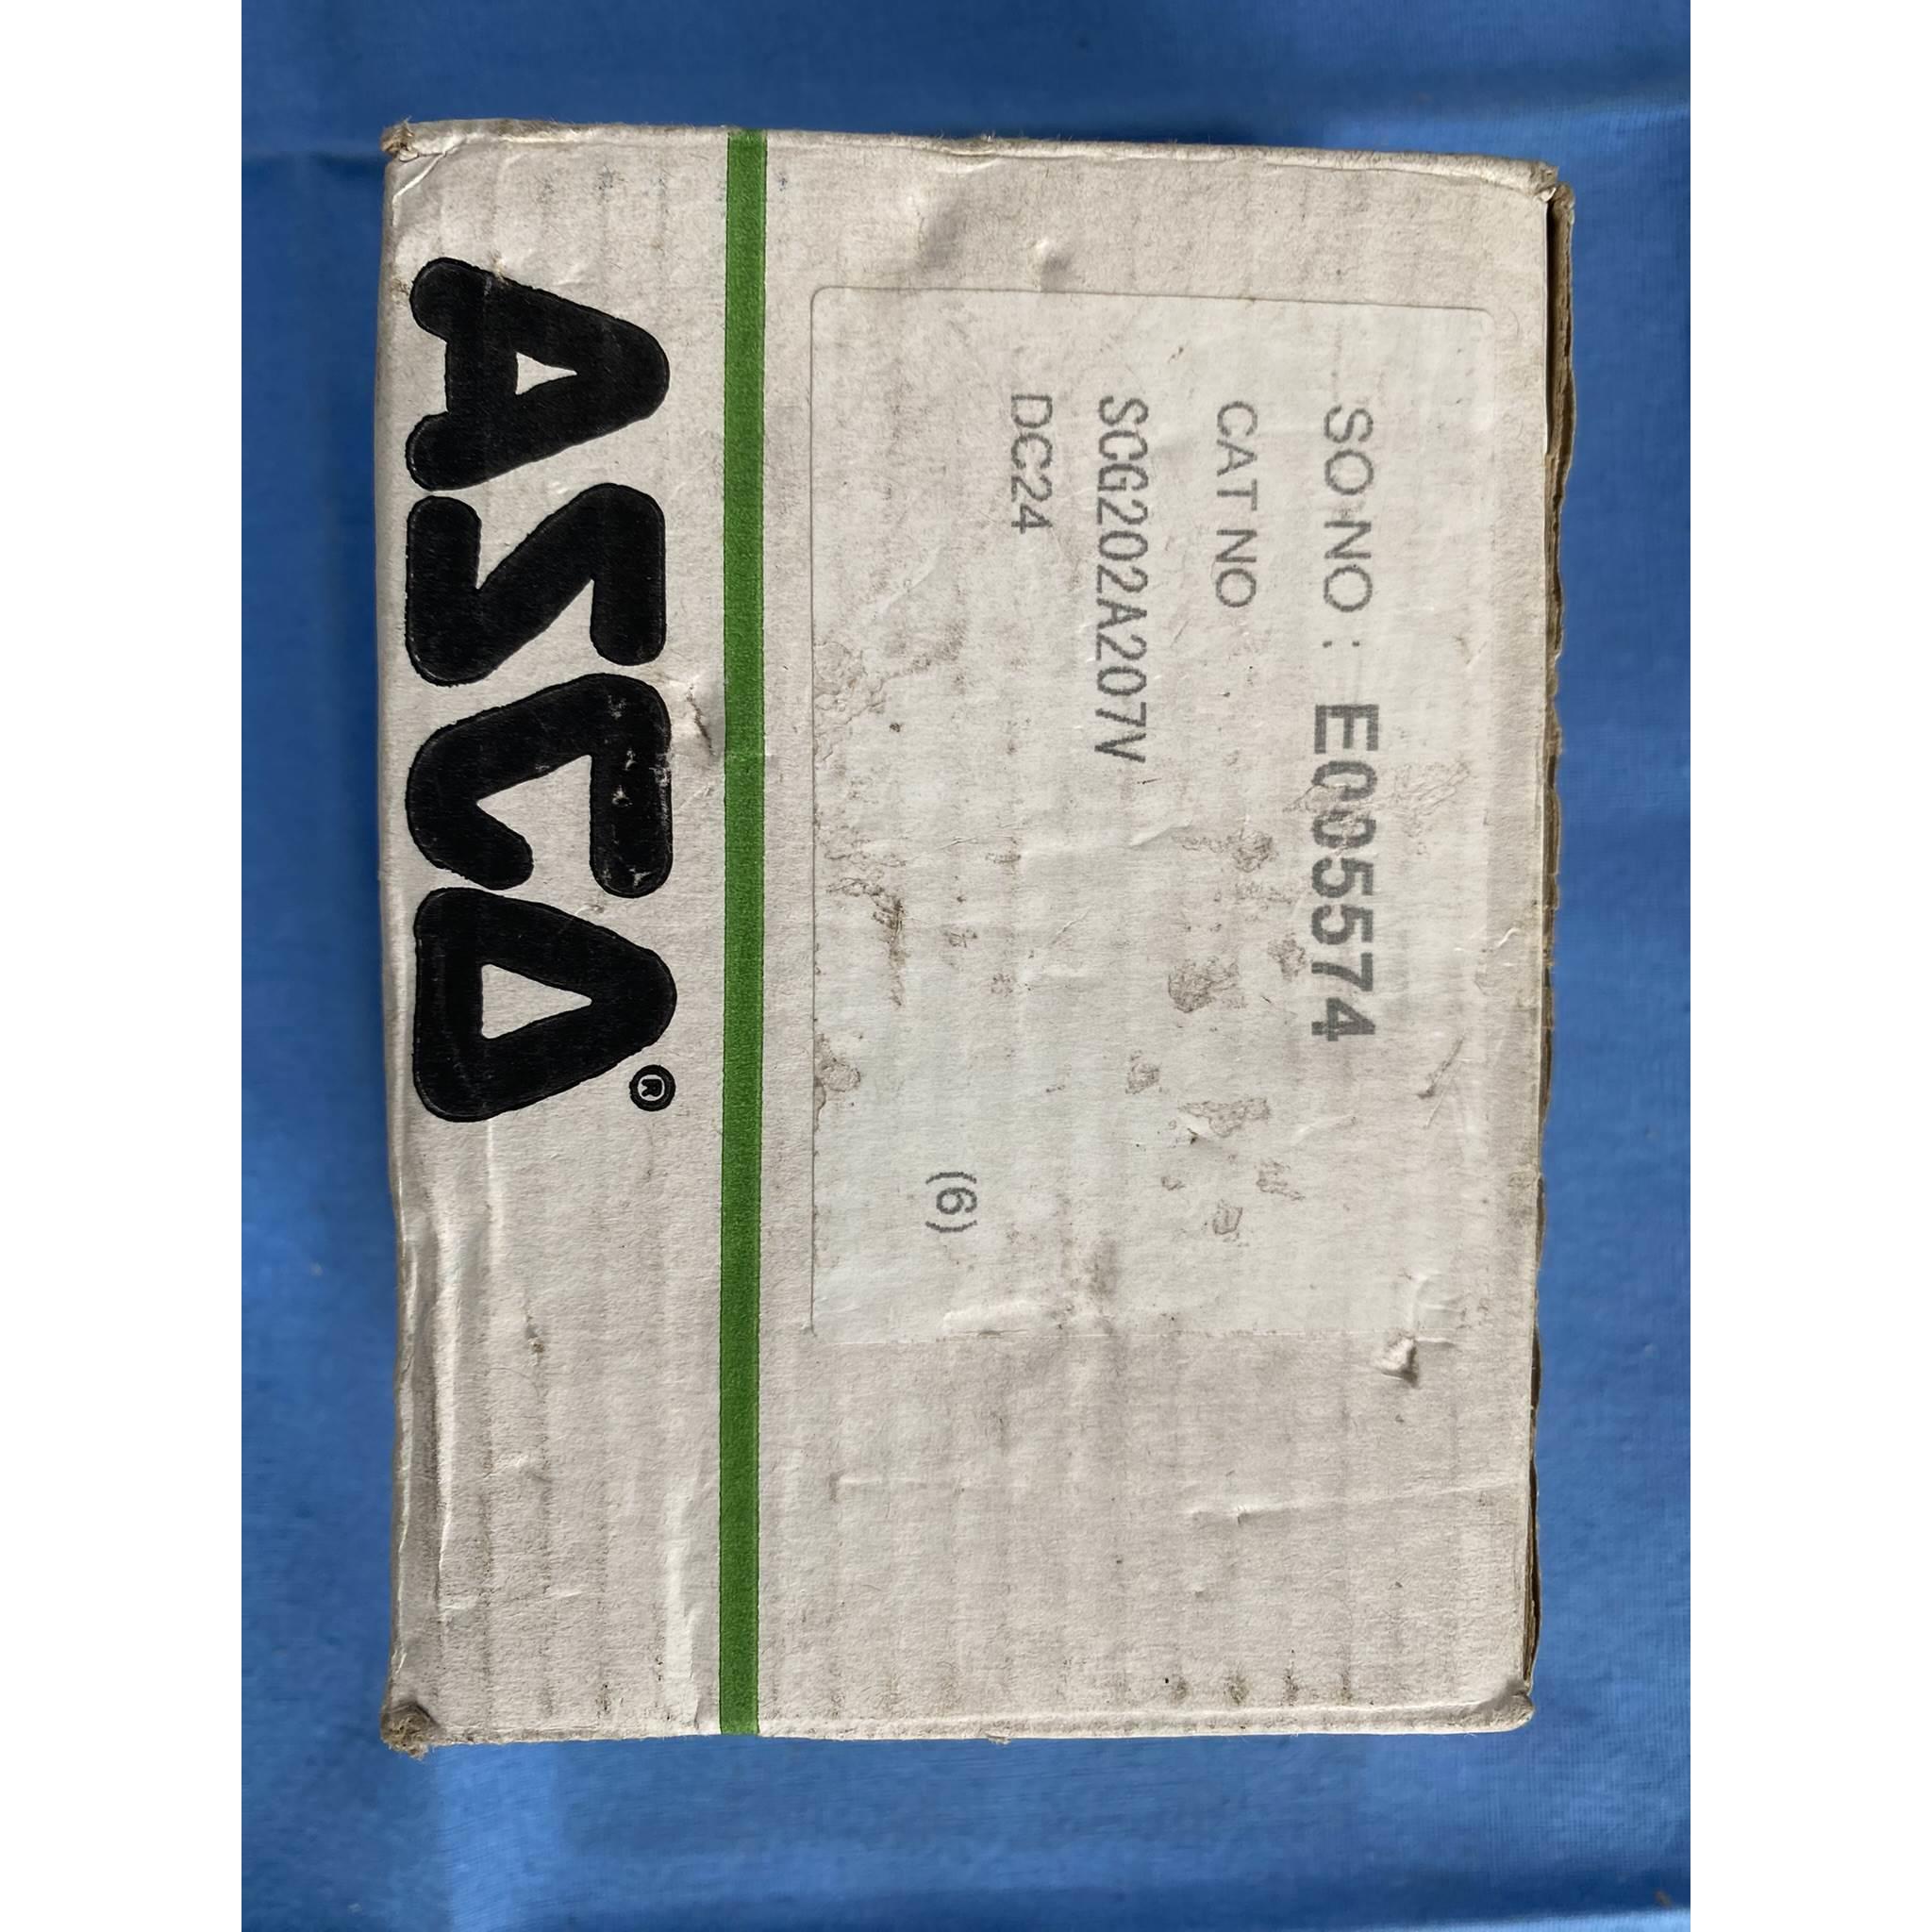 SO NO : E005574
CAT NO
SCG202A207V
DC24
(6)
ASCO®